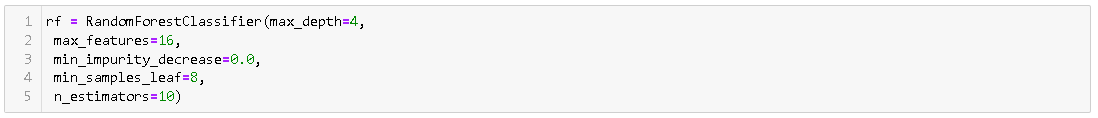 1 rf = RandomForestClassifier(max_depth=4,
2 max_features=16,
3 min_impurity_decrease=0.0,
4 min_samples_leaf=8,
5 n_estimators=10)